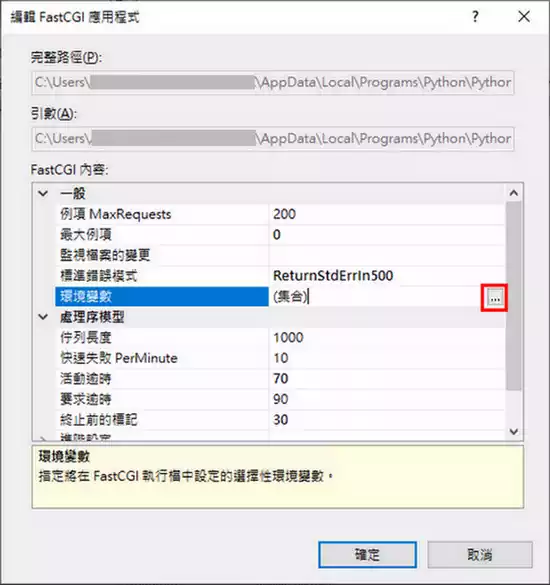 編輯 FastCGI 應用程式 ?
完整路徑(P):
C:\Users\ \AppData\Local\Programs\Python\Pythor
引數(A):
C:\Users\ \AppData\Local\Programs\Python\Pythor
FastCGI 內容:
一般
例項 MaxRequests 200
最大例項 0
監視檔案的變更
標準錯誤模式 ReturnStdErrIn500
環境變數 (集合) ...
處理序模型
佇列長度 1000
快速失敗 PerMinute 10
活動逾時 70
要求逾時 90
終止前的標記 30
進階設定
環境變數
指定將在 FastCGI 執行檔中設定的選擇性環境變數。
確定 取消